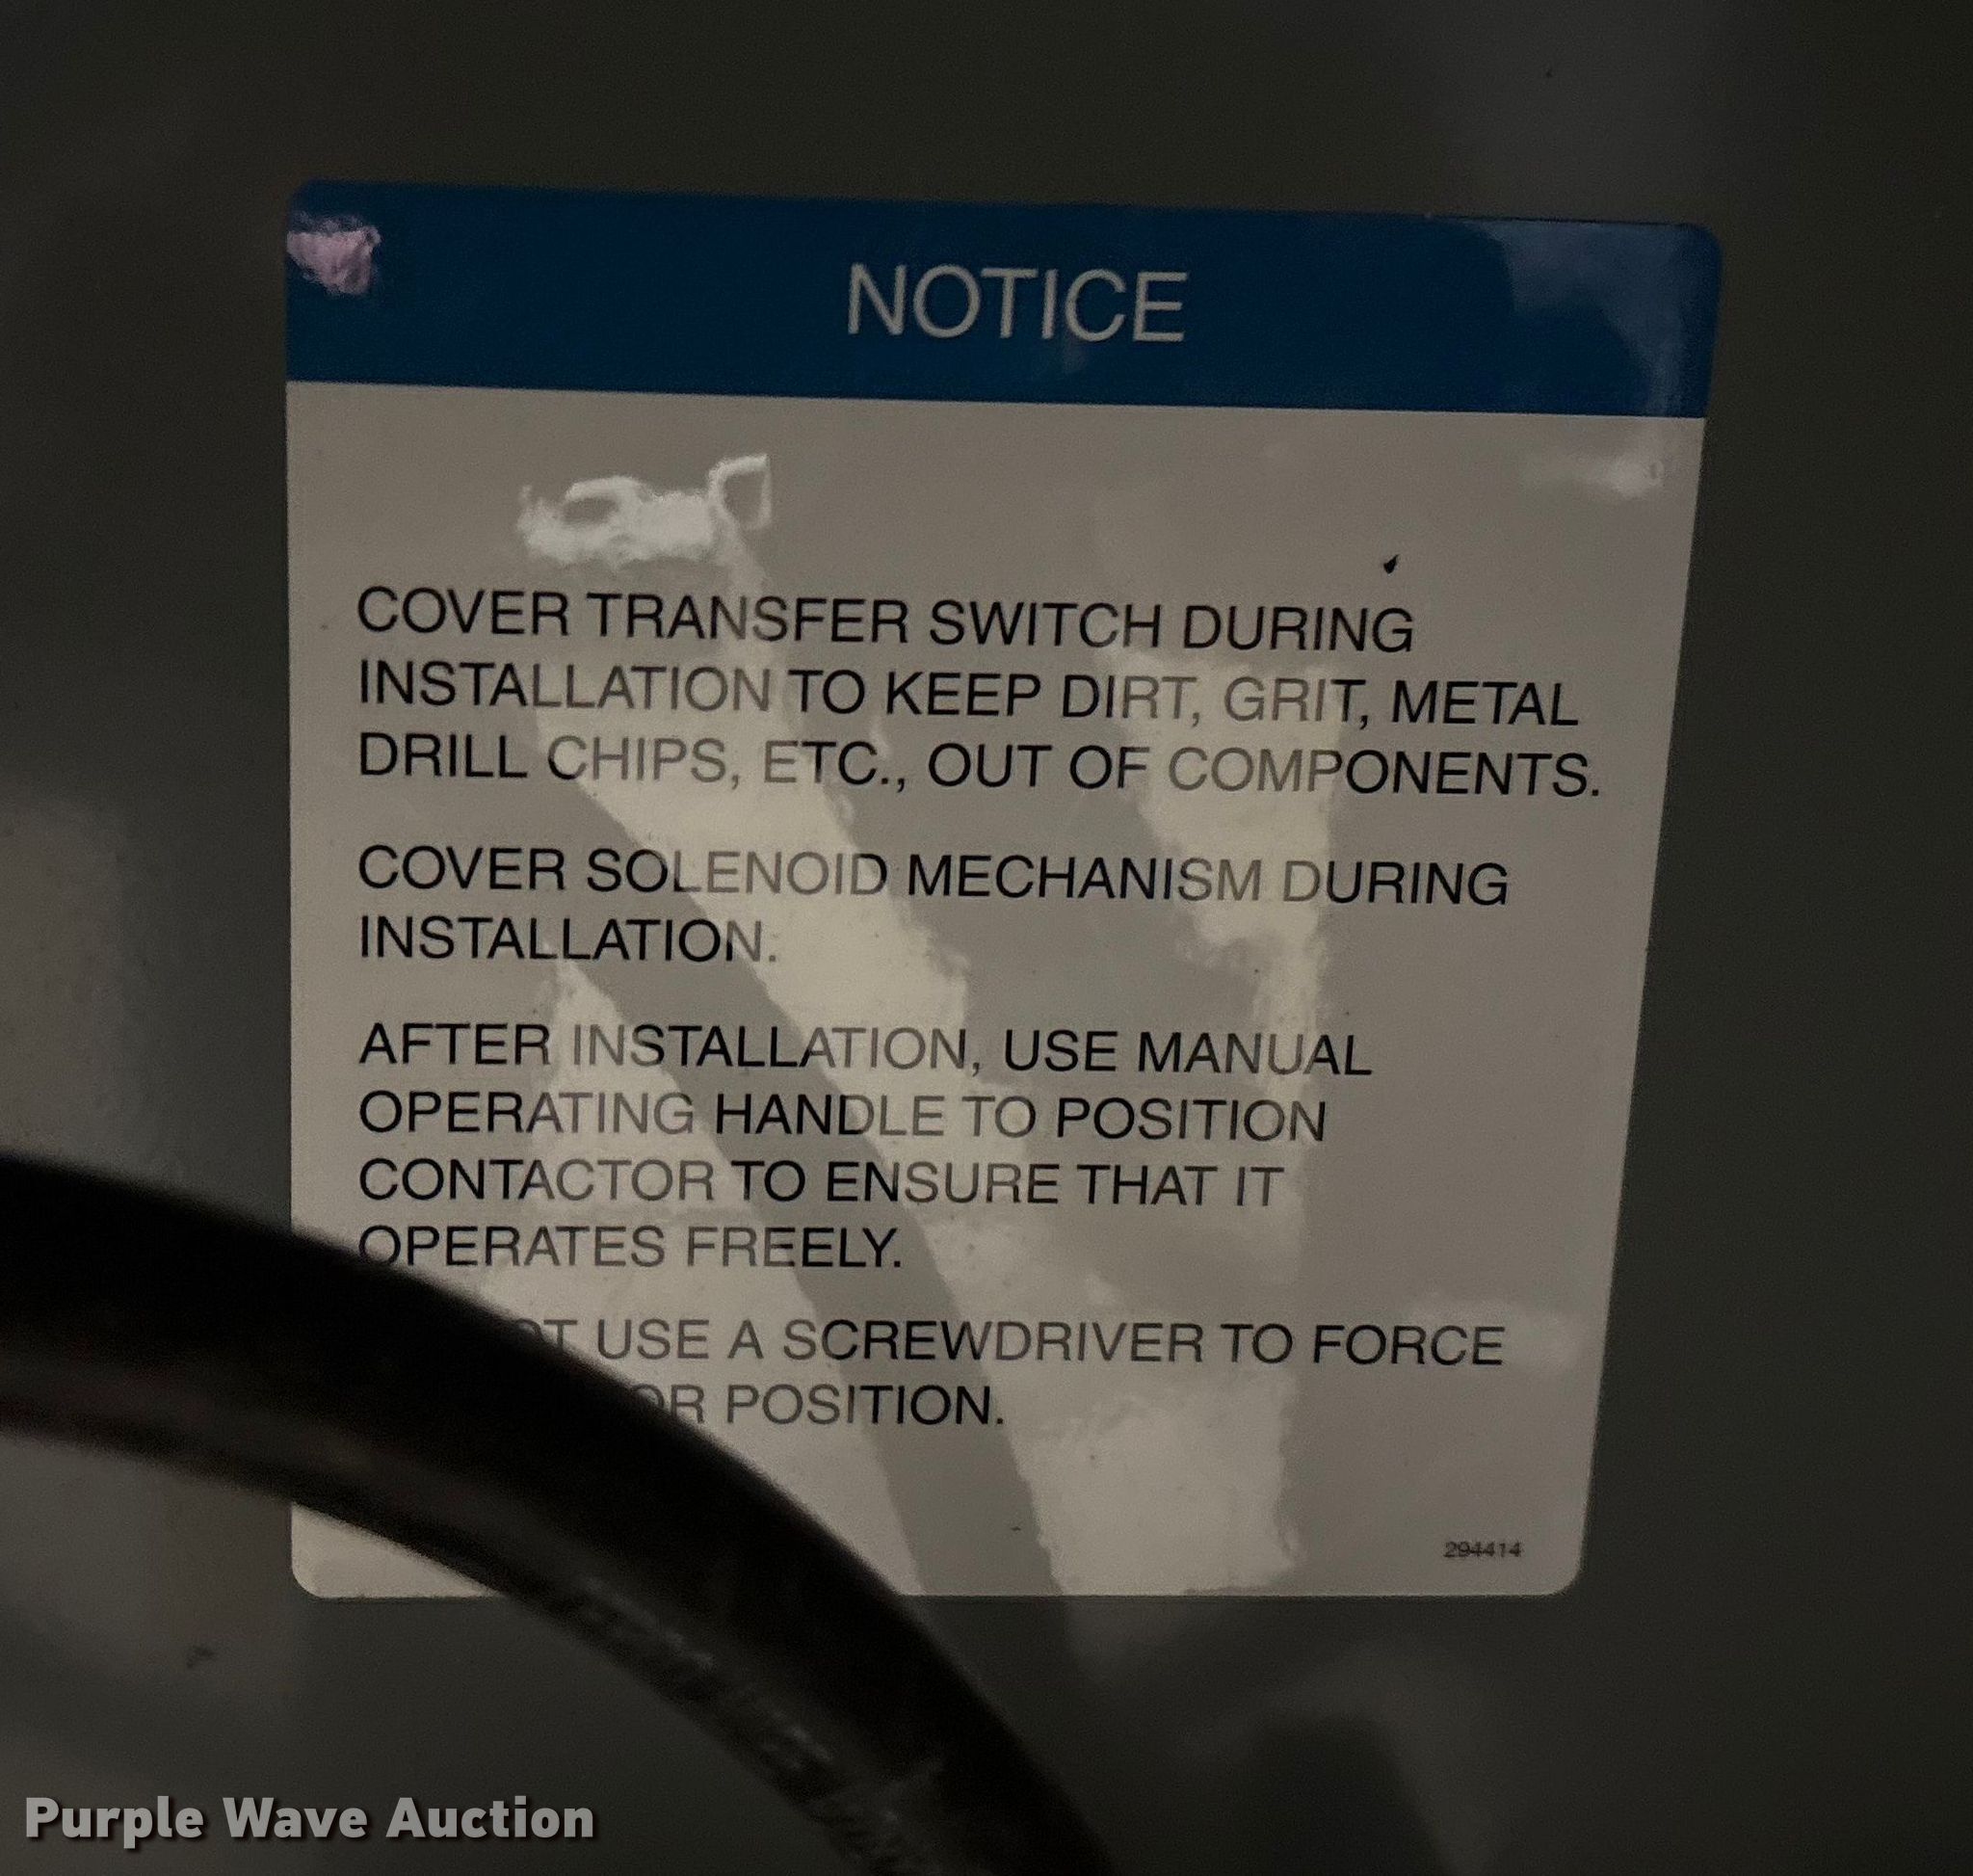 NOTICE
COVER TRANSFER SWITCH DURING
INSTALLATION TO KEEP DIRT, GRIT, METAL
DRILL CHIPS, ETC., OUT OF COMPONENTS.
COVER SOLENOID MECHANISM DURING
INSTALLATION.
AFTER INSTALLATION, USE MANUAL
OPERATING HANDLE TO POSITION
CONTACTOR TO ENSURE THAT IT
OPERATES FREELY.
USE A SCREWDRIVER TO FORCE
POSITION.
294414
Purple Wave Auction